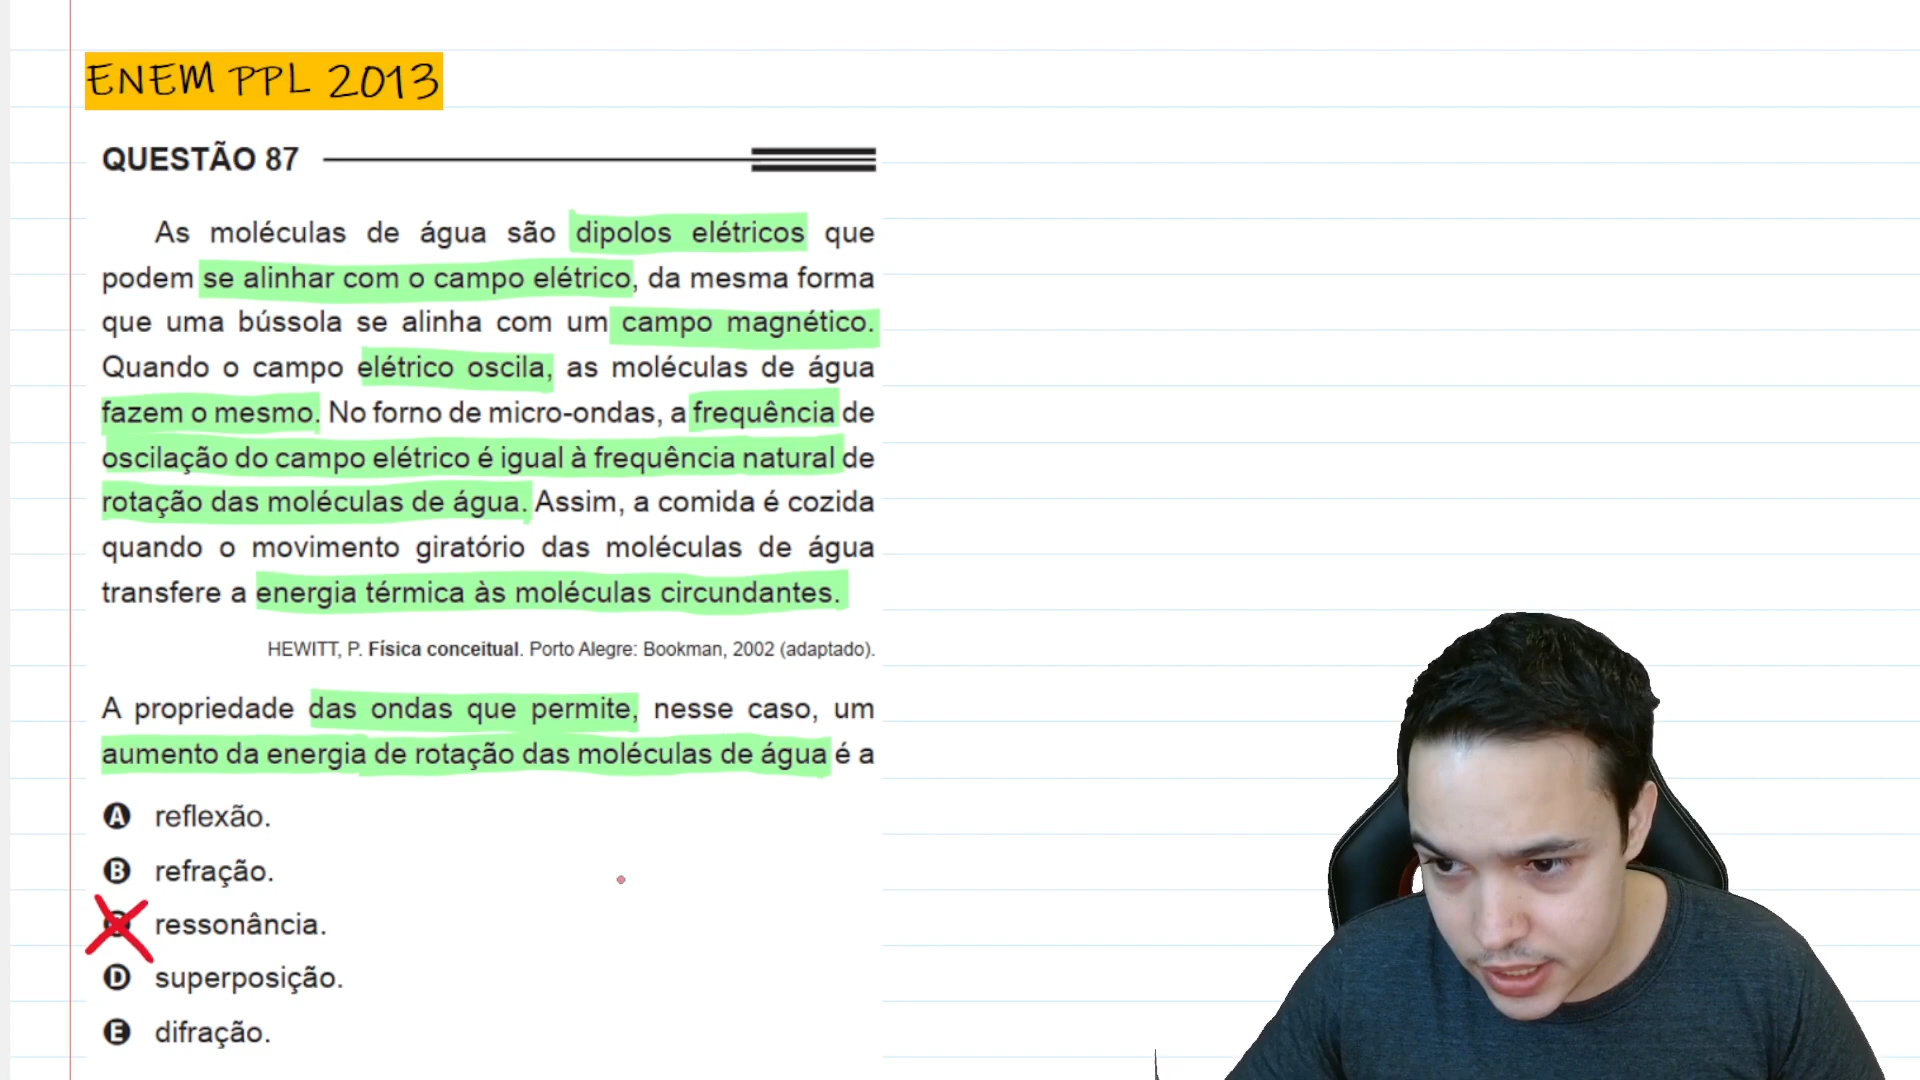 ENEM PPL 2013
QUESTÃO 87
As moléculas de água são dipolos elétricos que
podem se alinhar com o campo elétrico, da mesma forma
que uma bússola se alinha com um campo magnético.
Quando o campo elétrico oscila, as moléculas de água
fazem o mesmo. No forno de micro-ondas, a frequência de
oscilação do campo elétrico é igual à frequência natural de
rotação das moléculas de água. Assim, a comida é cozida
quando o movimento giratório das moléculas de água
transfere a energia térmica às moléculas circundantes.
HEWITT, P. Física conceitual. Porto Alegre: Bookman, 2002 (adaptado).
A propriedade das ondas que permite, nesse caso, um
aumento da energia de rotação das moléculas de água é a
A reflexão.
B refração.
ressonância.
D superposição.
E difração.